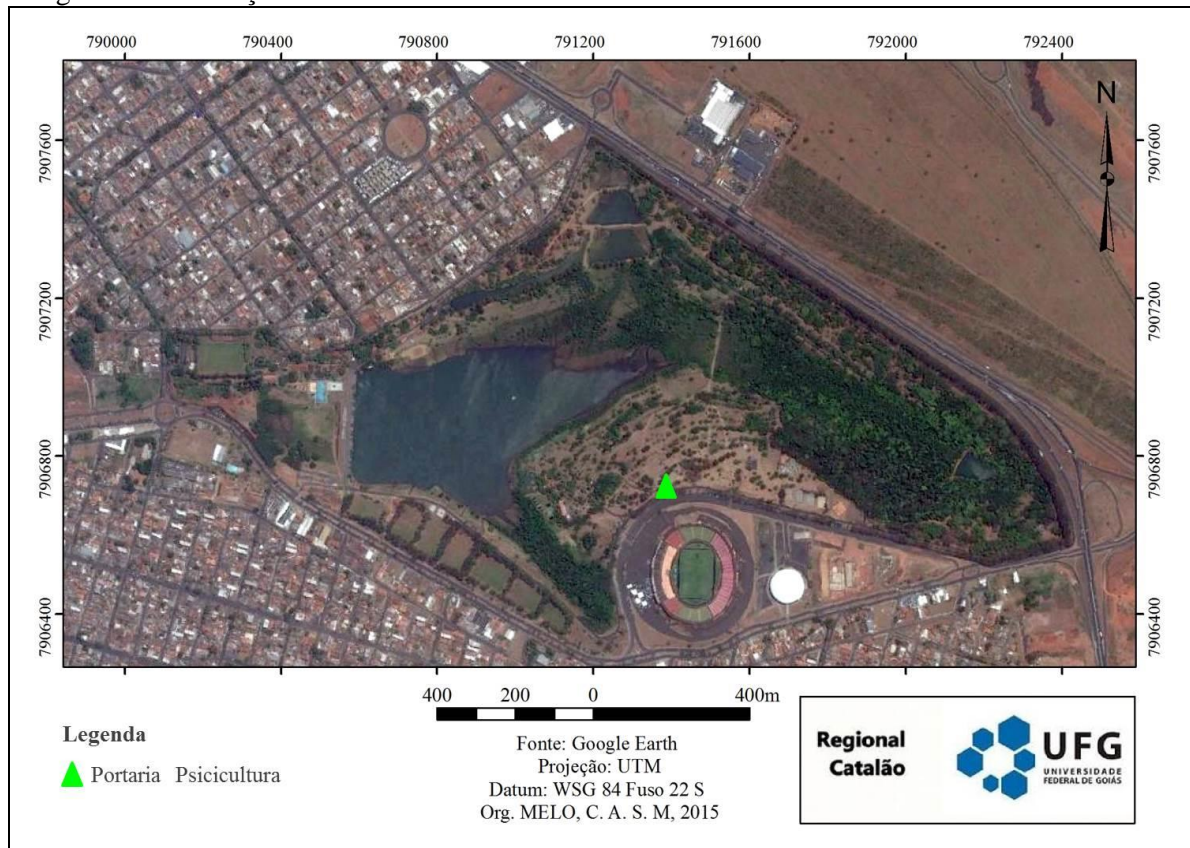 790000 790400 790800 791200 791600 792000 792400
N
7907600 7907600
7907200 7907200
7906800 7906800
7906400 7906400
400 200 0 400m
Legenda
Portaria Psicicultura
Fonte: Google Earth
Projeção: UTM
Datum: WSG 84 Fuso 22 S
Org. MELO, C. A. S. M, 2015
Regional
Catalão
UFG
UNIVERSIDADE
FEDERAL DE GOIÁS